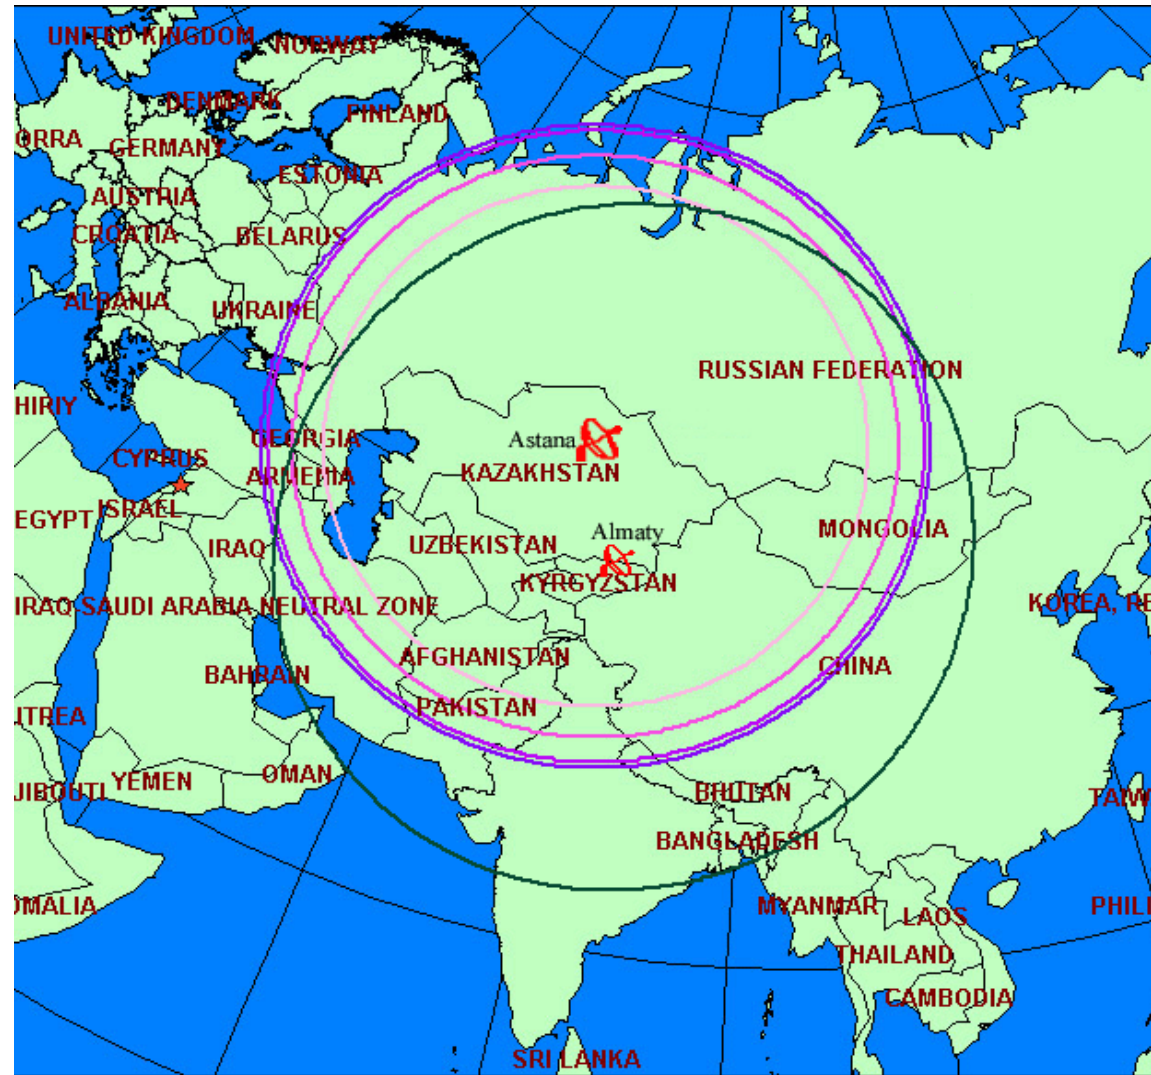 UNITED KINGDOM
NORWAY
DENMARK
FINLAND
ORRA
GERMANY
ESTONIA
AUSTRIA
CROATIA
BELARUS
ALBANIA
UKRAINE
RUSSIAN FEDERATION
HIRIY
GEORGIA
Astana
CYPRUS
ARMENIA
KAZAKHSTAN
ISRAEL
EGYPT
IRAQ
UZBEKISTAN
Almaty
MONGOLIA
KYRGYZSTAN
IRAQ-SAUDI ARABIA NEUTRAL ZONE
KOREA, RE
AFGHANISTAN
BAHRAIN
CHINA
PAKISTAN
ITREA
OMAN
YEMEN
JIBOUTI
BHUTAN
TAIW
BANGLADESH
OMALIA
MYANMAR
LAOS
PHILI
THAILAND
CAMBODIA
SRI LANKA